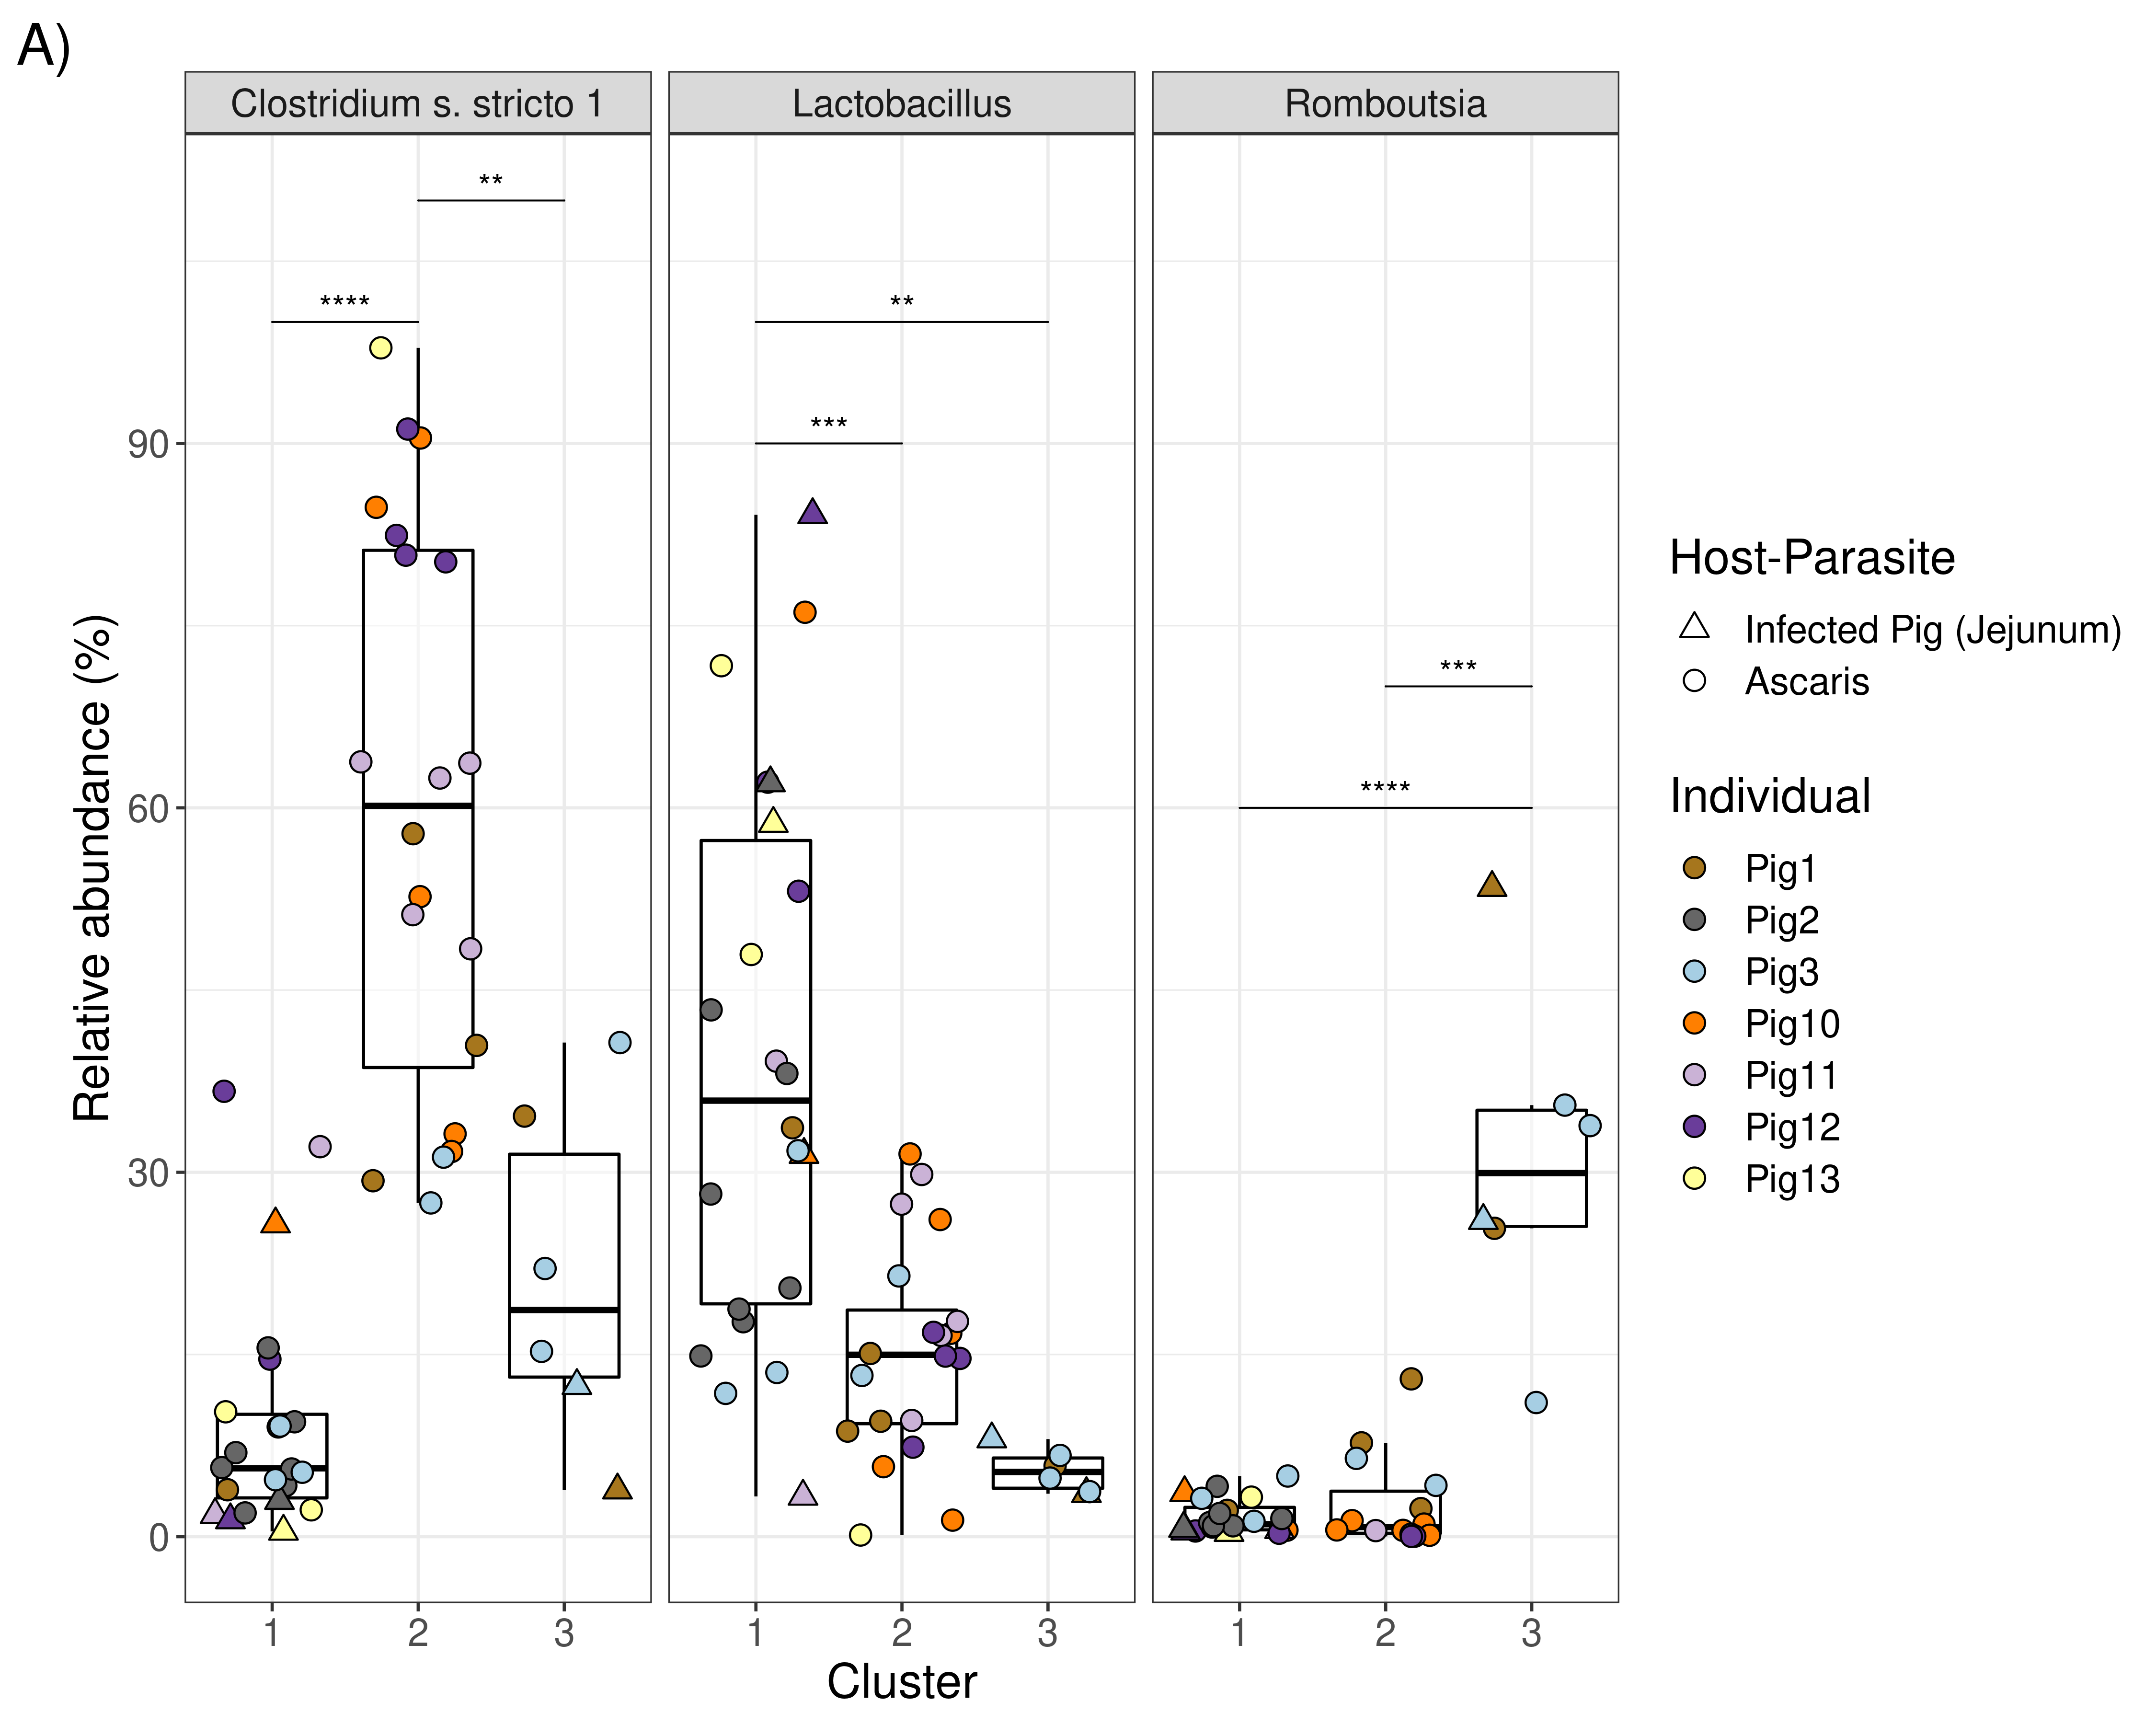 A)
Clostridium s. stricto 1
Lactobacillus
Romboutsia
**
****
**
***
***
****
Relative abundance (%)
90
60
30
0
1 2 3
1 2 3
1 2 3
Cluster
Host-Parasite
Infected Pig (Jejunum)
Ascaris
Individual
Pig1
Pig2
Pig3
Pig10
Pig11
Pig12
Pig13